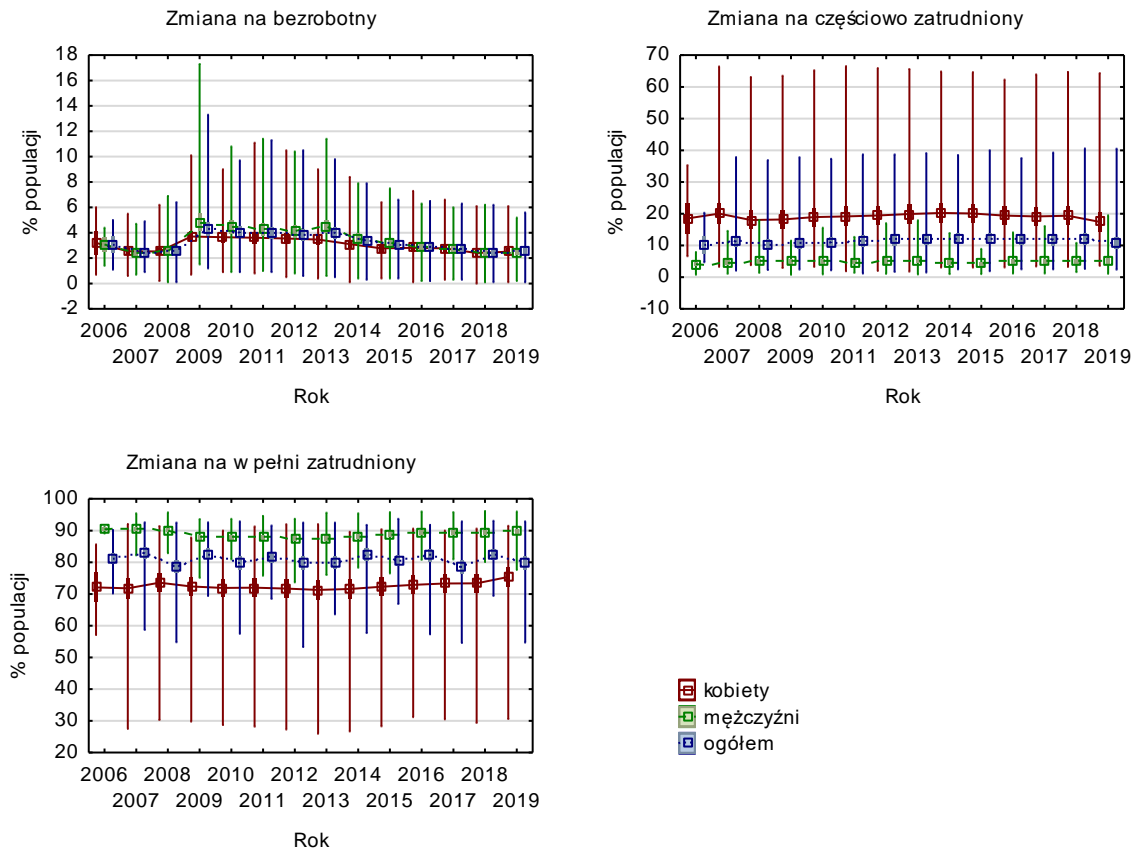 Zmiana na bezrobotny
18
16
14
12
10
8
6
4
2
0
-2
% populacji
2006 2008 2010 2012 2014 2016 2018
2007 2009 2011 2013 2015 2017 2019
Rok
Zmiana na częściowo zatrudniony
70
60
50
40
30
20
10
0
-10
% populacji
2006 2008 2010 2012 2014 2016 2018
2007 2009 2011 2013 2015 2017 2019
Rok
Zmiana na w pełni zatrudniony
100
90
80
70
60
50
40
30
20
% populacji
2006 2008 2010 2012 2014 2016 2018
2007 2009 2011 2013 2015 2017 2019
Rok
kobiety
mężczyźni
ogółem